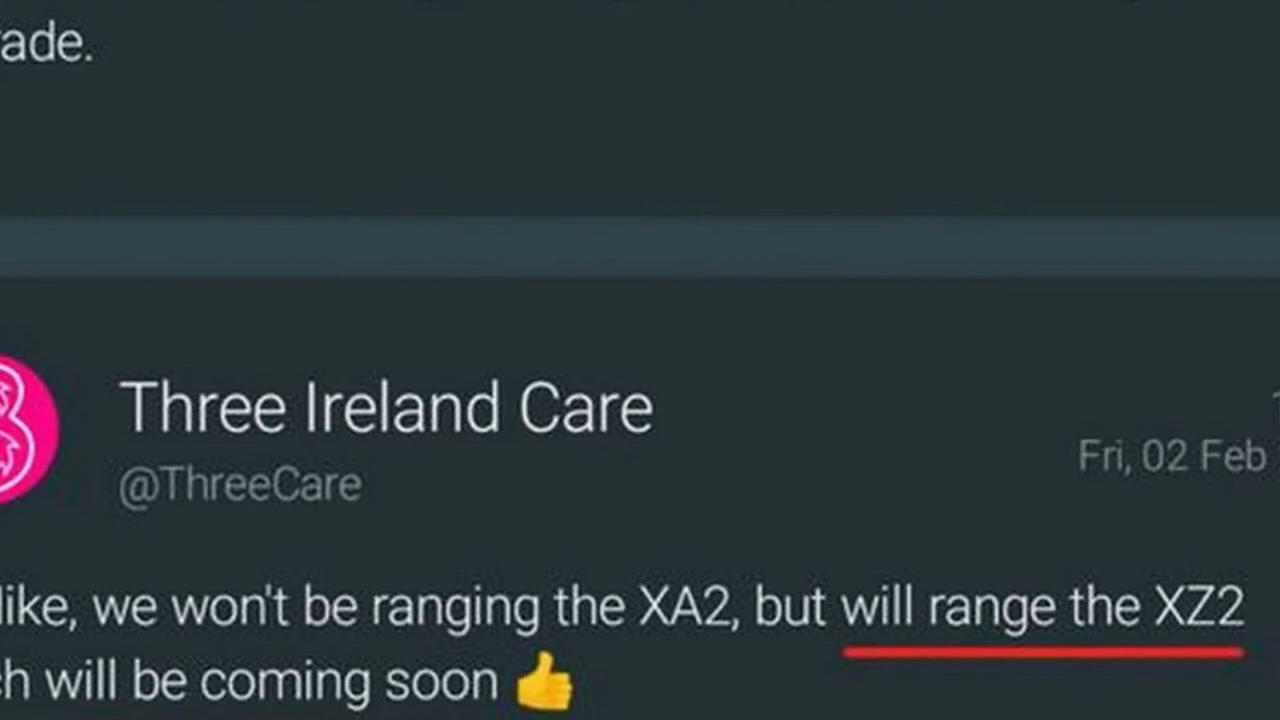 ade.
Three Ireland Care
@ThreeCare
Fri, 02 Feb
like, we won't be ranging the XA2, but will range the XZ2
ch will be coming soon 👍